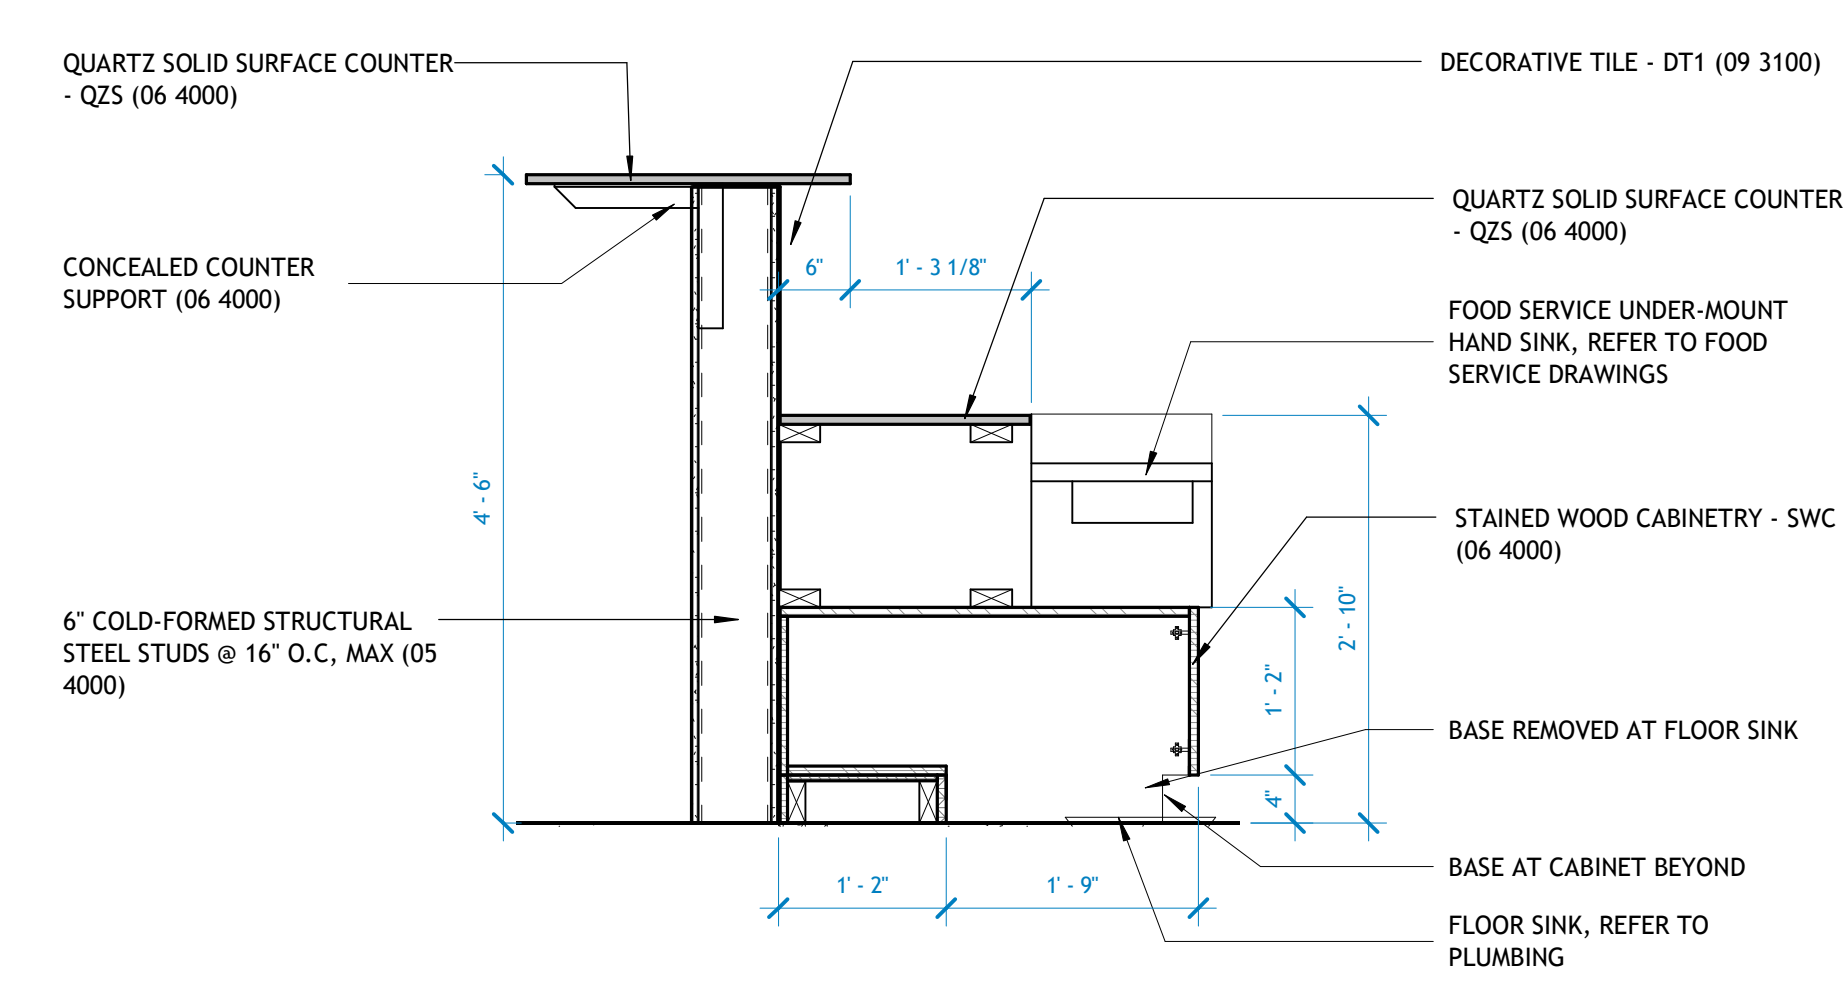 QUARTZ SOLID SURFACE COUNTER
- QZS (06 4000)
DECORATIVE TILE - DT1 (09 3100)
QUARTZ SOLID SURFACE COUNTER
- QZS (06 4000)
CONCEALED COUNTER
SUPPORT (06 4000)
6"
1' - 3 1/8"
FOOD SERVICE UNDER-MOUNT
HAND SINK, REFER TO FOOD
SERVICE DRAWINGS
4' - 6"
STAINED WOOD CABINETRY - SWC
(06 4000)
6" COLD-FORMED STRUCTURAL
STEEL STUDS @ 16" O.C, MAX (05
4000)
2' - 10"
1' - 2"
BASE REMOVED AT FLOOR SINK
4"
BASE AT CABINET BEYOND
1' - 2"
1' - 9"
FLOOR SINK, REFER TO
PLUMBING